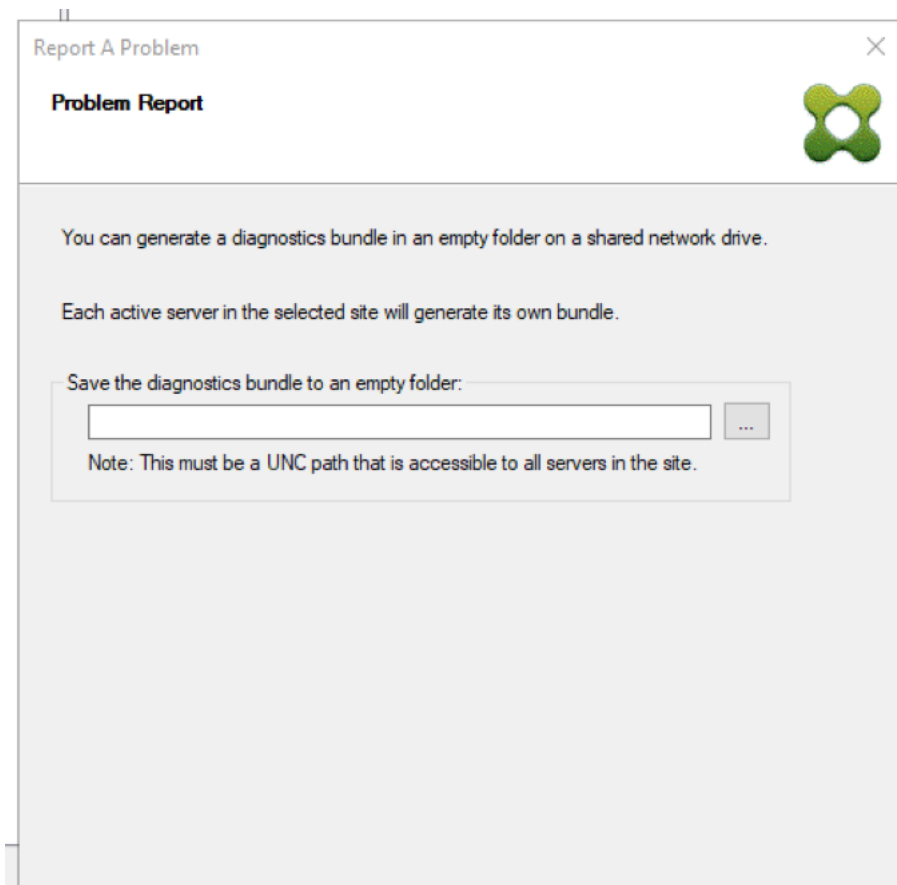 Report A Problem
Problem Report
You can generate a diagnostics bundle in an empty folder on a shared network drive.
Each active server in the selected site will generate its own bundle.
Save the diagnostics bundle to an empty folder:
...
Note: This must be a UNC path that is accessible to all servers in the site.